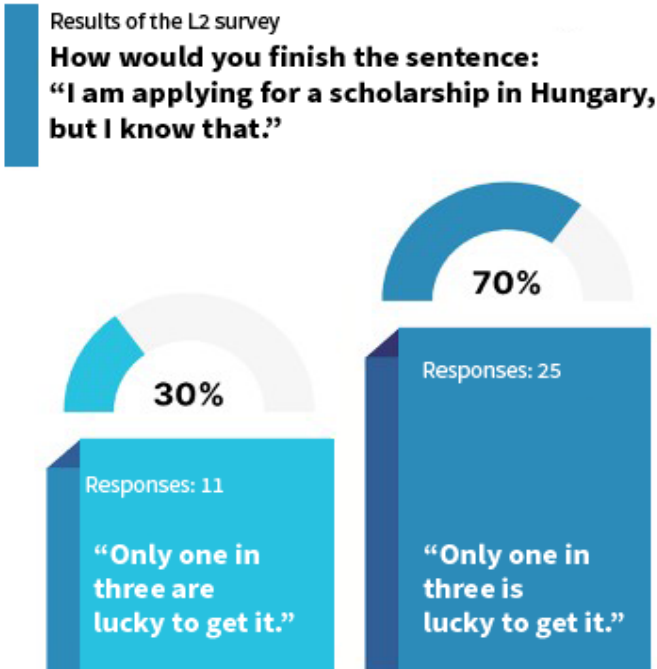 Results of the L2 survey
How would you finish the sentence:
“I am applying for a scholarship in Hungary,
but I know that.”
30%
Responses: 11
“Only one in
three are
lucky to get it.”
70%
Responses: 25
“Only one in
three is
lucky to get it.”